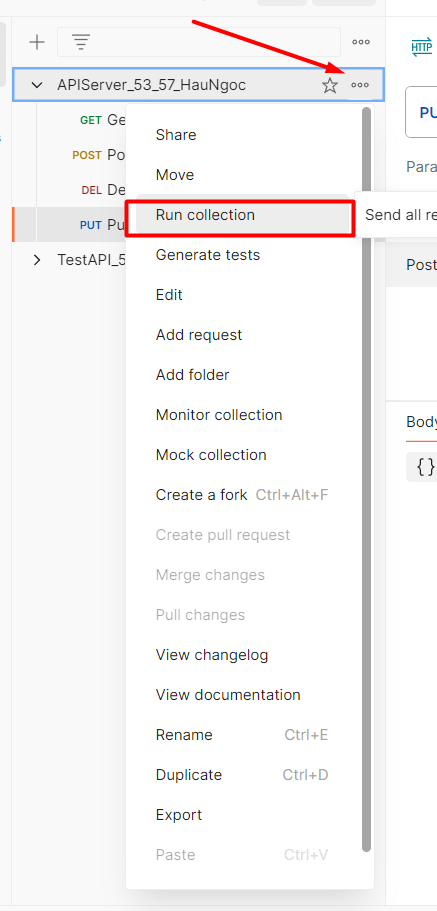 HTTP
APIServer_53_57_HauNgoc
GET Ge
POST Po
DEL De
PUT Pu
TestAPI_5
Share
Move
Run collection
Generate tests
Edit
Add request
Add folder
Monitor collection
Mock collection
Create a fork Ctrl+Alt+F
Create pull request
Merge changes
Pull changes
View changelog
View documentation
Rename Ctrl+E
Duplicate Ctrl+D
Export
Paste Ctrl+V
PU
Para
Send all re
Post
Body
{}